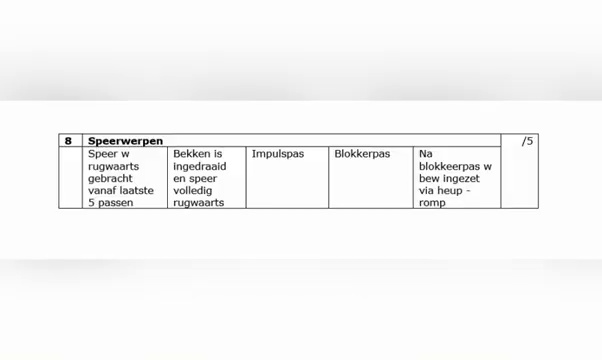 8 Speerwerpen /5
Speer w
rugwaarts
gebracht
vanaf laatste
5 passen
Bekken is
ingedraaid
en speer
volledig
rugwaarts
Impulspas
Blokkerpas
Na
blokkeerpas w
bew ingezet
via heup -
romp